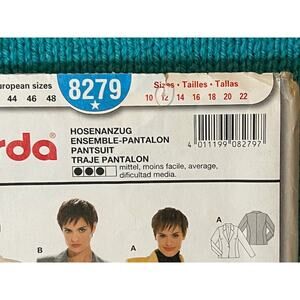 uropean sizes
44 46 48
8279
Sizes • Tailles • Tallas
10 12 14 16 18 20 22
rda
HOSENANZUG
ENSEMBLE-PANTALON
PANTSUIT
TRAJE PANTALON
mittel, moins facile, average,
dificultad media.
4 011199 082797
B
A
A